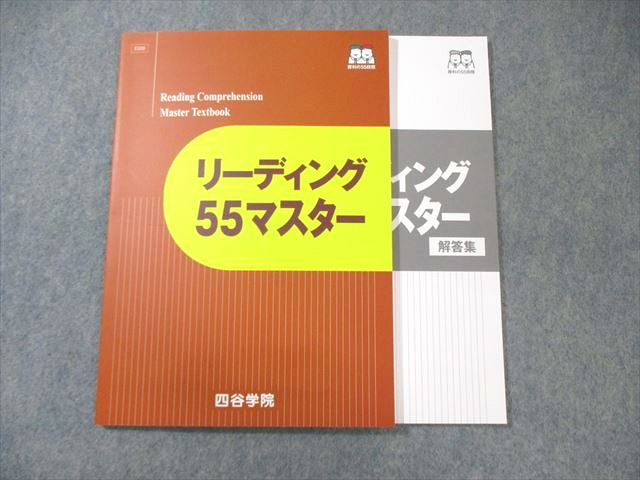 Reading Comprehension
Master Textbook
リーディング
55マスター
四谷学院
ィング
スター
解答集